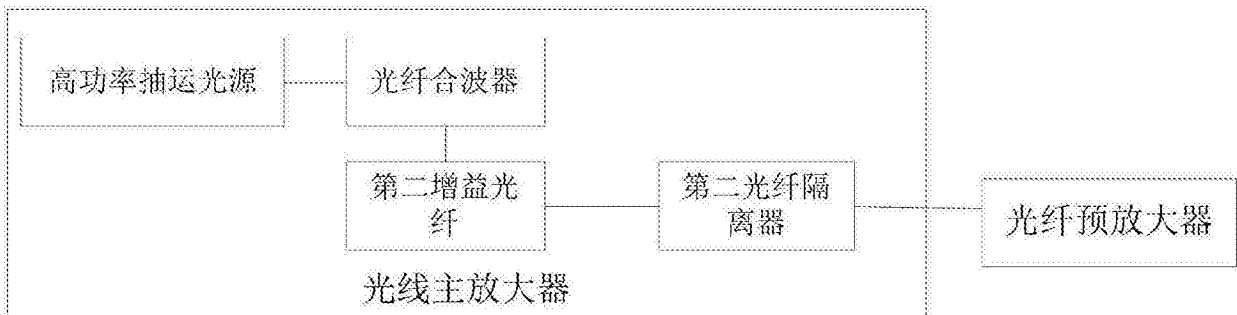 高功率抽运光源
光纤合波器
第二增益光
纤
第二光纤隔
离器
光纤预放大器
光线主放大器